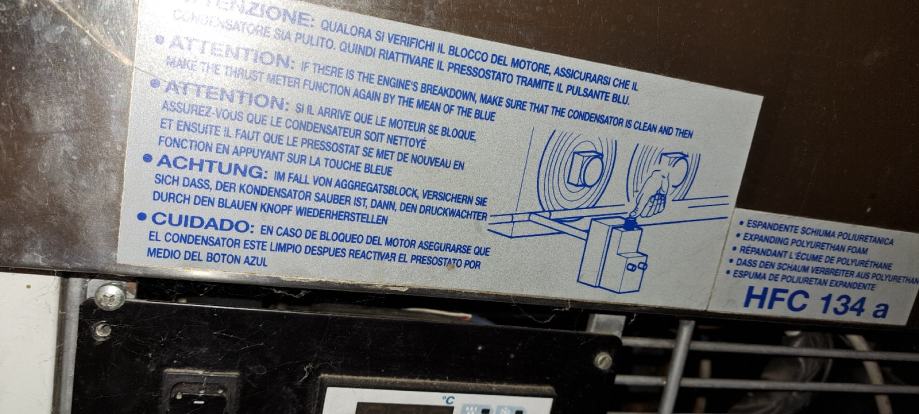 ATTENZIONE: QUALORA SI VERIFICHI IL BLOCCO DEL MOTORE, ASSICURARSI CHE IL
CONDENSATORE SIA PULITO. QUINDI RIATTIVARE IL PRESSOSTATO TRAMITE IL PULSANTE BLU.
• ATTENTION: IF THERE IS THE ENGINE'S BREAKDOWN, MAKE SURE THAT THE CONDENSATOR IS CLEAN AND THEN
MAKE THE THRUST METER FUNCTION AGAIN BY THE MEAN OF THE BLUE
• ATTENTION: SI IL ARRIVE QUE LE MOTEUR SE BLOQUE,
ASSUREZ-VOUS QUE LE CONDENSATEUR SOIT NETTOYÉ
ET ENSUITE IL FAUT QUE LE PRESSOSTAT SE MET DE NOUVEAU EN
FONCTION EN APPUYANT SUR LA TOUCHE BLEUE
• ACHTUNG: IM FALL VON AGGREGATSBLOCK, VERSICHERN SIE
SICH DASS, DER KONDENSATOR SAUBER IST, DANN, DEN DRUCKWACHTER
DURCH DEN BLAUEN KNOPF WIEDERHERSTELLEN
• CUIDADO: EN CASO DE BLOQUEO DEL MOTOR ASEGURARSE QUE
EL CONDENSATOR ESTE LIMPIO DESPUES REACTIVAR EL PRESOSTATO POR
MEDIO DEL BOTON AZUL
• ESPANDENTE SCHIUMA POLIURETANICA
• EXPANDING POLYURETHAN FOAM
• RÉPANDANT L'ÉCUME DE POLYURÉTHANE
• DASS DEN SCHAUM VERBREITER AUS POLYURETHAN
• ESPUMA DE POLIURETAN EXPANDENTE
HFC 134 a
°C